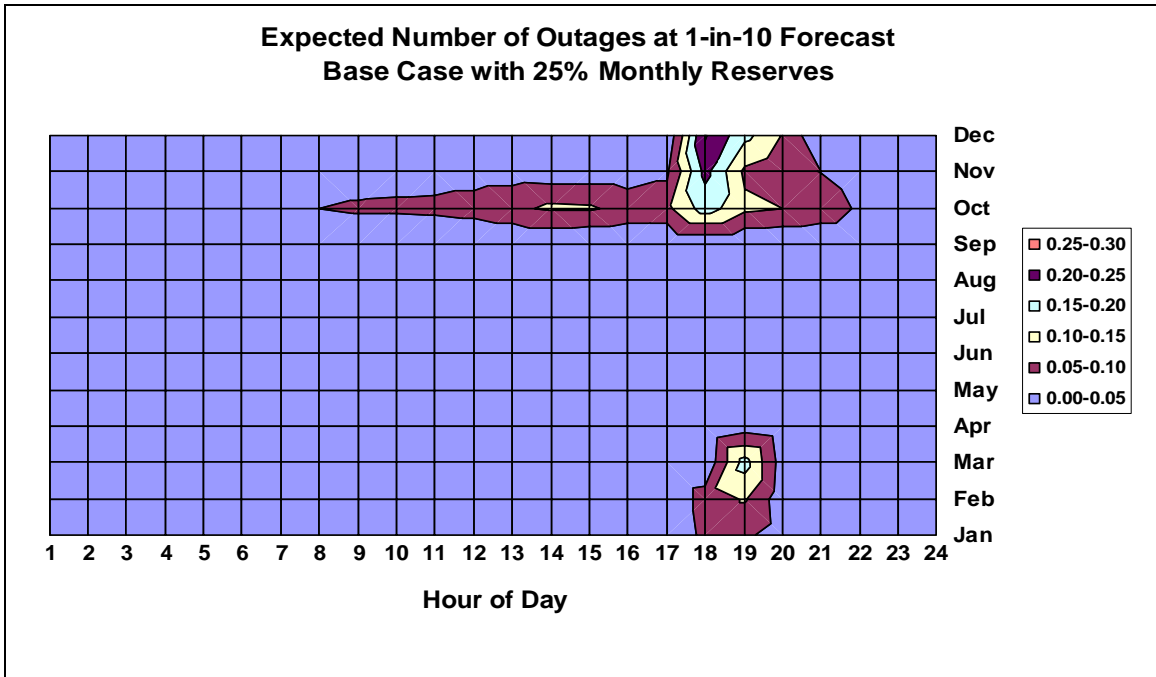 Expected Number of Outages at 1-in-10 Forecast
Base Case with 25% Monthly Reserves
Dec
Nov
Oct
Sep
Aug
Jul
Jun
May
Apr
Mar
Feb
Jan
0.25-0.30
0.20-0.25
0.15-0.20
0.10-0.15
0.05-0.10
0.00-0.05
1 2 3 4 5 6 7 8 9 10 11 12 13 14 15 16 17 18 19 20 21 22 23 24
Hour of Day